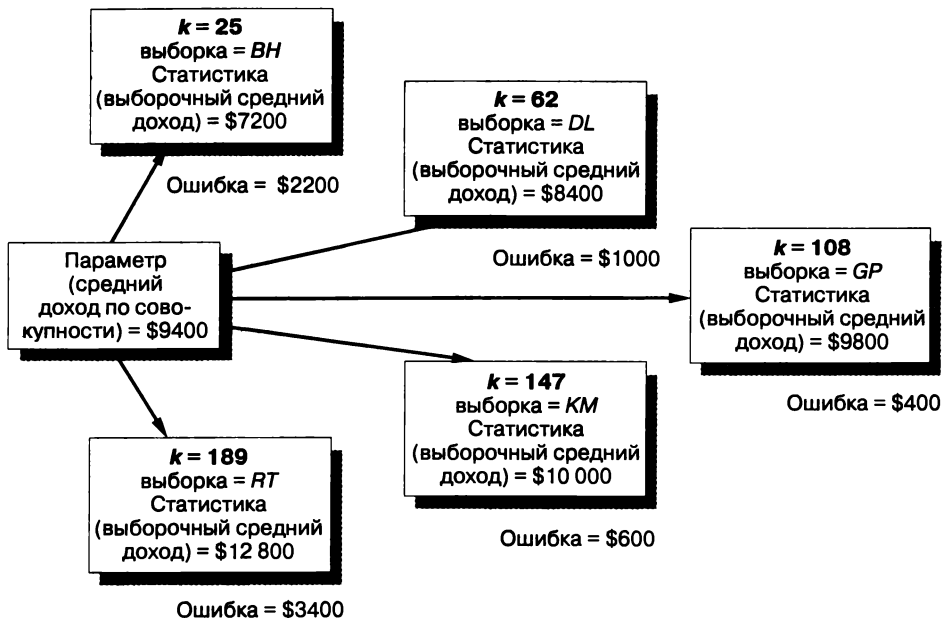 k = 25
выборка = BH
Статистика
(выборочный средний
доход) = $7200
Ошибка = $2200
k = 62
выборка = DL
Статистика
(выборочный средний
доход) = $8400
Ошибка = $1000
Параметр
(средний
доход по сово-
купности) = $9400
k = 108
выборка = GP
Статистика
(выборочный средний
доход) = $9800
Ошибка = $400
k = 147
выборка = KM
Статистика
(выборочный средний
доход) = $10 000
Ошибка = $600
k = 189
выборка = RT
Статистика
(выборочный средний
доход) = $12 800
Ошибка = $3400